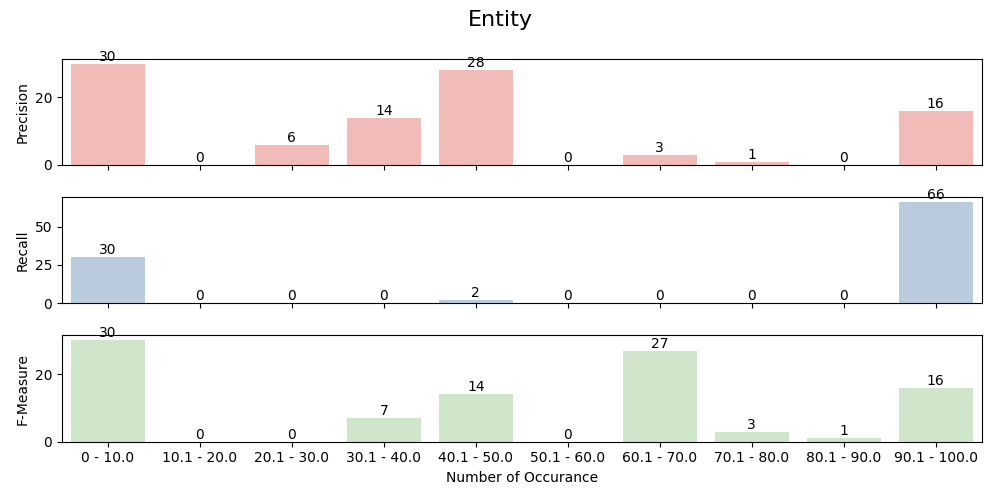 Entity
30 0 6 14 28 0 3 1 0 16
20
0
Precision
30 0 0 0 2 0 0 0 0 66
50
25
0
Recall
30 0 0 7 14 0 27 3 1 16
20
0
F-Measure
0 - 10.0 10.1 - 20.0 20.1 - 30.0 30.1 - 40.0 40.1 - 50.0 50.1 - 60.0 60.1 - 70.0 70.1 - 80.0 80.1 - 90.0 90.1 - 100.0
Number of Occurance